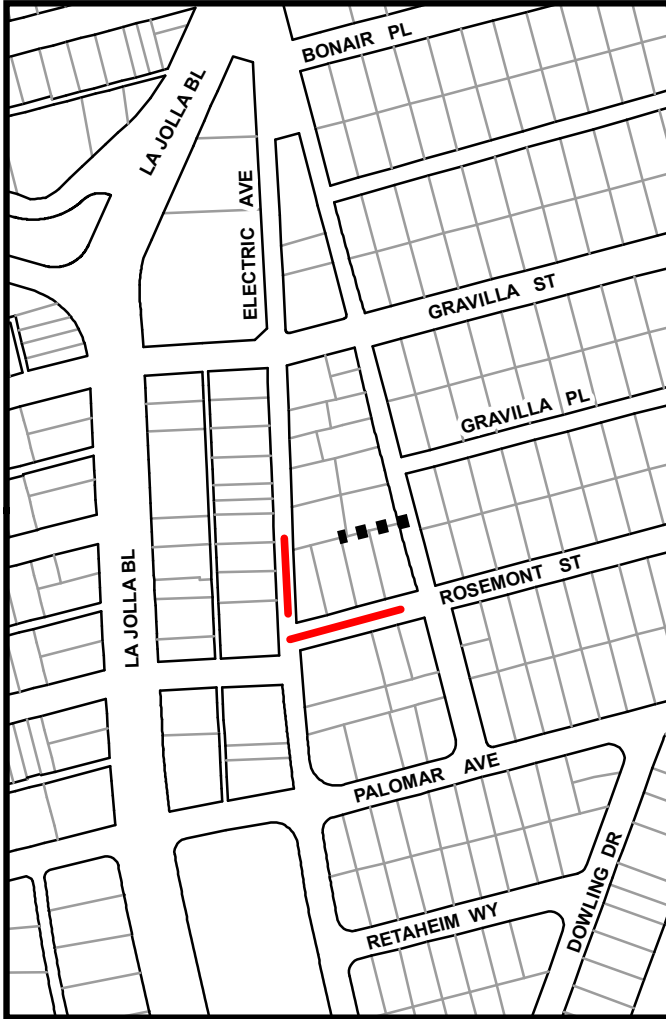 BONAIR PL
LA JOLLA BL
ELECTRIC AVE
GRAVILLA ST
GRAVILLA PL
ROSEMONT ST
LA JOLLA BL
PALOMAR AVE
DOWLING DR
RETAHEIM WY